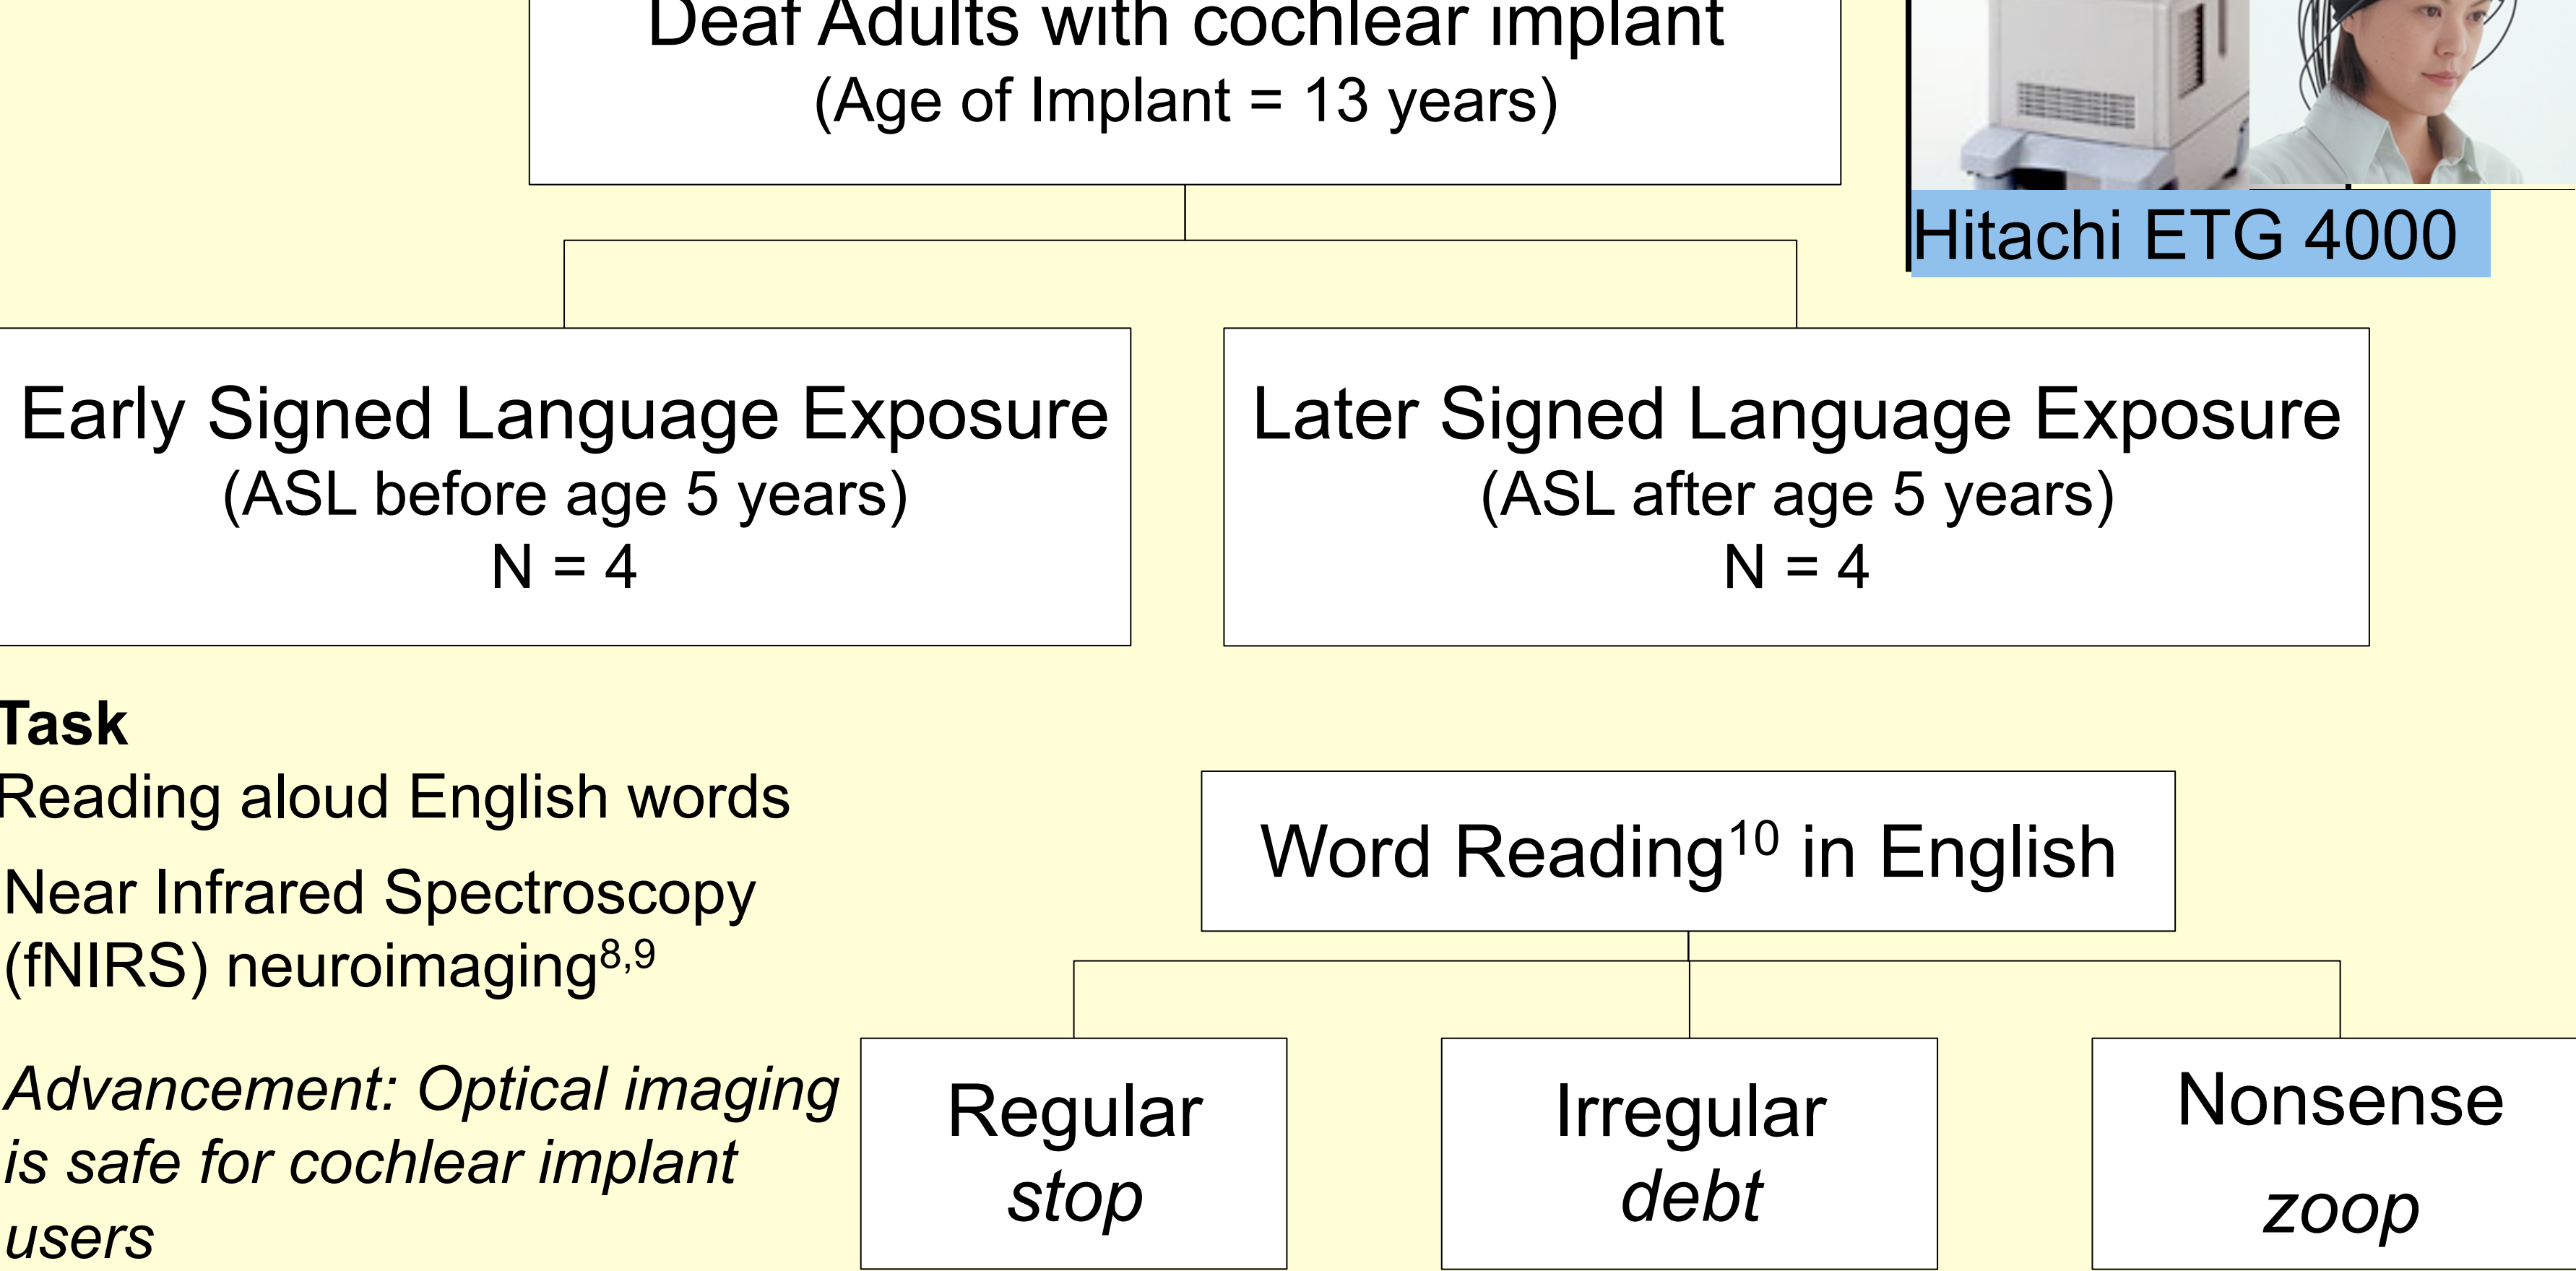 Deaf Adults with cochlear implant
(Age of Implant = 13 years)
Hitachi ETG 4000
Early Signed Language Exposure
(ASL before age 5 years)
N = 4
Later Signed Language Exposure
(ASL after age 5 years)
N = 4
Task
Reading aloud English words
Near Infrared Spectroscopy
(fNIRS) neuroimaging⁸,⁹
Advancement: Optical imaging
is safe for cochlear implant
users
Word Reading¹⁰ in English
Regular
stop
Irregular
debt
Nonsense
zoop